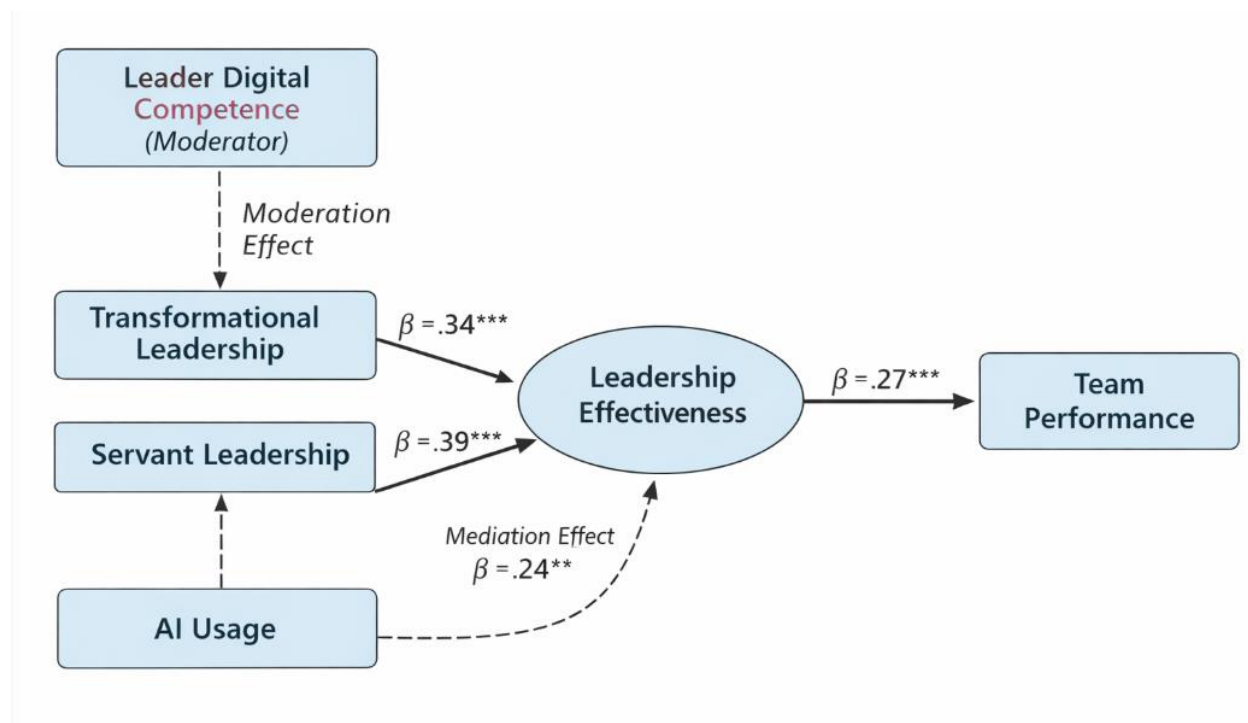 Leader Digital
Competence
(Moderator)
Moderation
Effect
Transformational
Leadership
β =.34***
Servant Leadership
β =.39***
Leadership
Effectiveness
β =.27***
Team
Performance
Mediation Effect
β =.24**
AI Usage